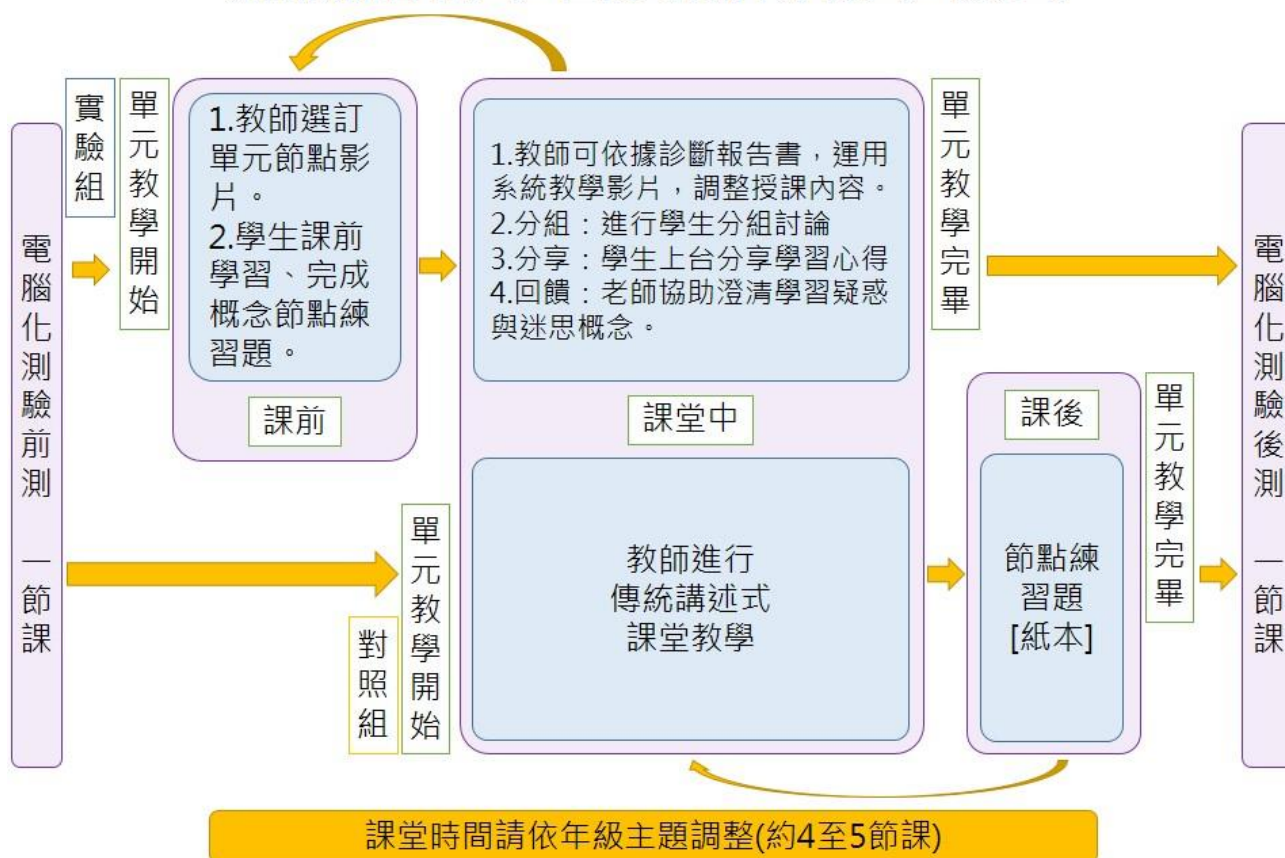 電腦化測驗前測 一節課
實驗組
單元教學開始
1.教師選訂
單元節點影
片。
2.學生課前
學習、完成
概念節點練
習題。
課前
1.教師可依據診斷報告書，運用
系統教學影片，調整授課內容。
2.分組：進行學生分組討論
3.分享：學生上台分享學習心得
4.回饋：老師協助澄清學習疑惑
與迷思概念。
課堂中
單元教學完畢
對照組
單元教學開始
教師進行
傳統講述式
課堂教學
課後
節點練
習題
[紙本]
單元教學完畢
電腦化測驗後測 一節課
課堂時間請依年級主題調整(約4至5節課)